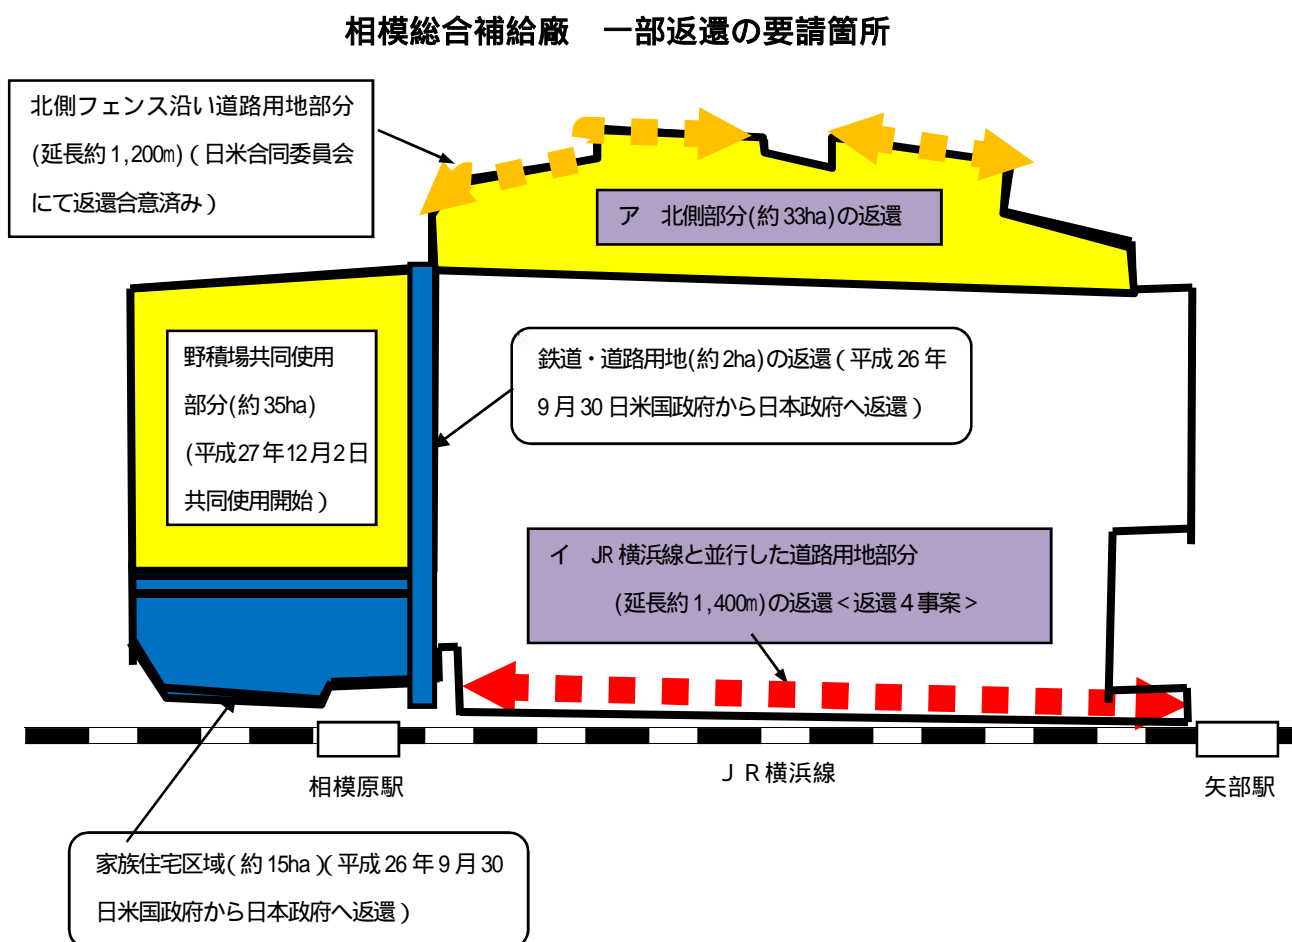 相模総合補給廠　一部返還の要請箇所
北側フェンス沿い道路用地部分
(延長約1,200m)(日米合同委員会
にて返還合意済み)
ア　北側部分(約33ha)の返還
野積場共同使用
部分(約35ha)
(平成27年12月2日
共同使用開始)
鉄道・道路用地(約2ha)の返還(平成26年
9月30日米国政府から日本政府へ返還)
イ　JR横浜線と並行した道路用地部分
(延長約1,400m)の返還<返還4事案>
相模原駅
JR横浜線
矢部駅
家族住宅区域(約15ha)(平成26年9月30
日米国政府から日本政府へ返還)